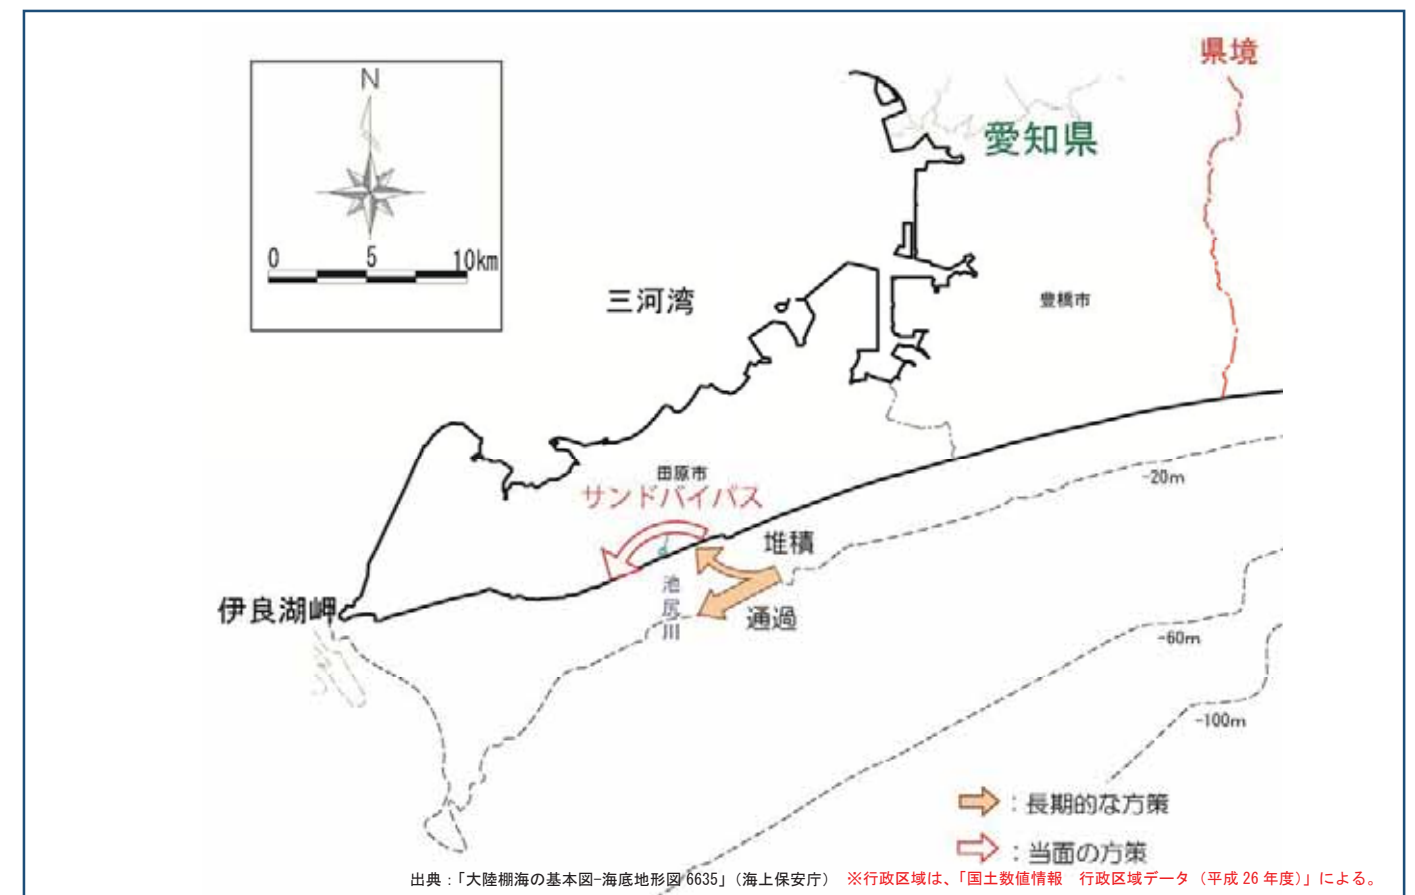 県境
N
愛知県
0 5 10km
三河湾
豊橋市
田原市
サンドバイパス
-20m
堆積
池尻川
伊良湖岬
通過
-60m
-100m
：長期的な方策
：当面の方策
出典：「大陸棚海の基本図-海底地形図 6635」（海上保安庁） ※行政区域は、「国土数値情報　行政区域データ（平成 26 年度）」による。